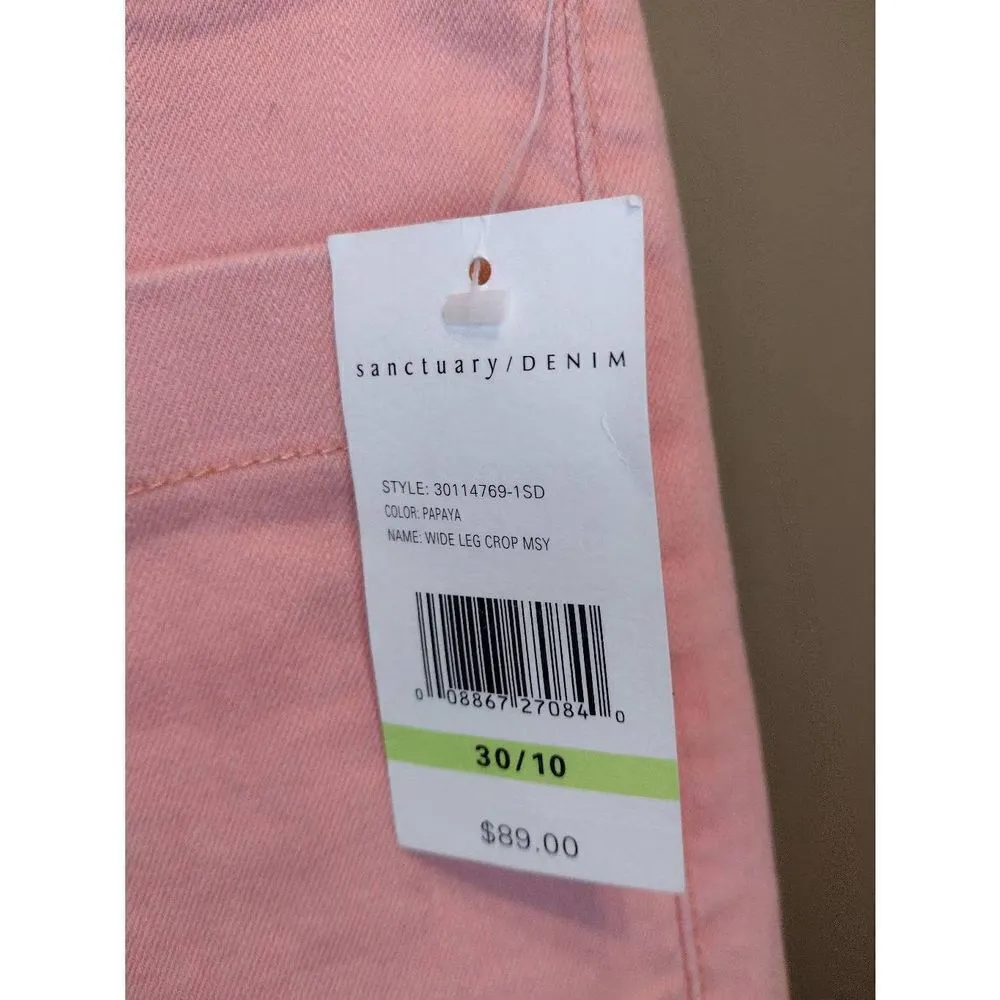 sanctuary/DENIM
STYLE: 30114769-1SD
COLOR: PAPAYA
NAME: WIDE LEG CROP MSY
0 08867 27084 0
30/10
$89.00